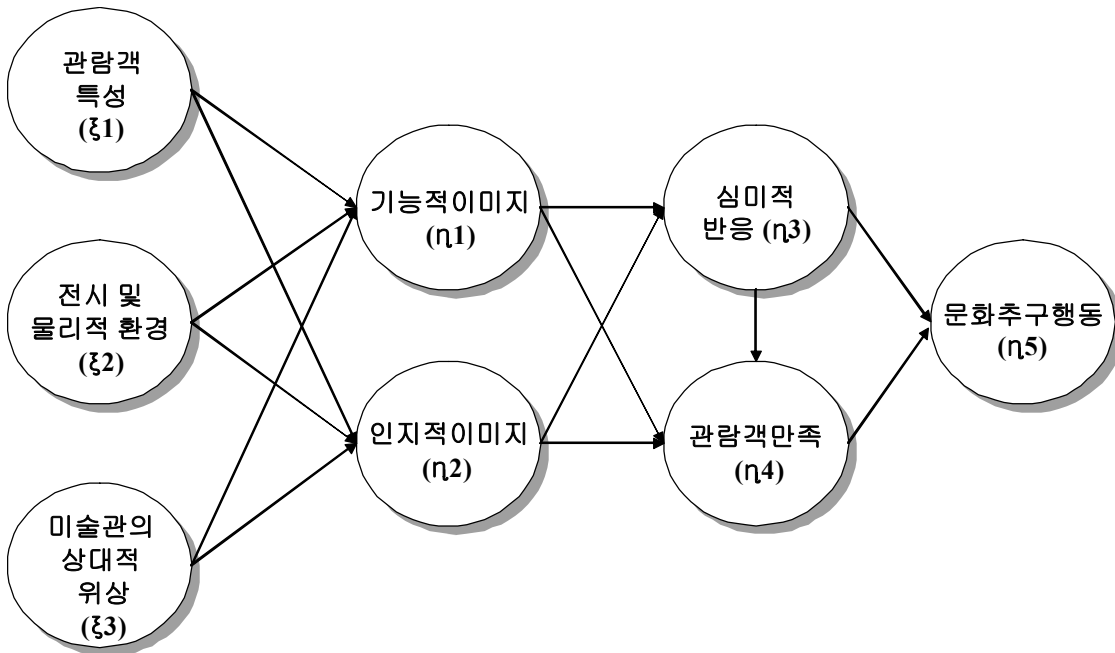 관람객
특성
(ξ1)
전시 및
물리적 환경
(ξ2)
미술관의
상대적
위상
(ξ3)
기능적이미지
(η1)
인지적이미지
(η2)
심미적
반응 (η3)
관람객만족
(η4)
문화추구행동
(η5)